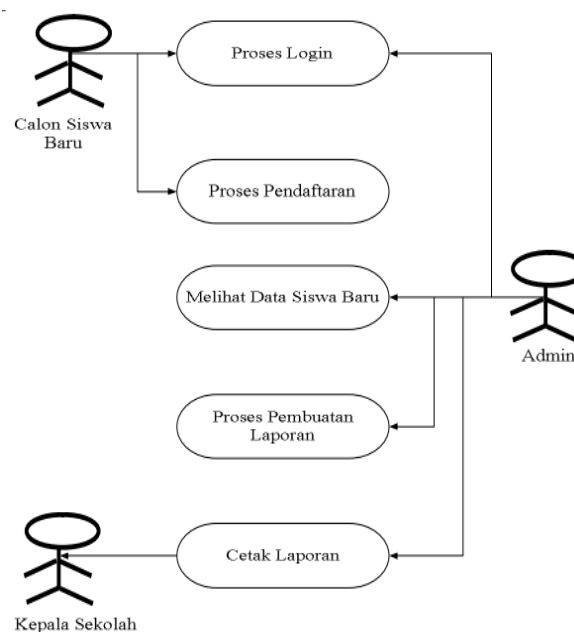 Proses Login
Calon Siswa
Baru
Proses Pendaftaran
Melihat Data Siswa Baru
Admin
Proses Pembuatan
Laporan
Cetak Laporan
Kepala Sekolah